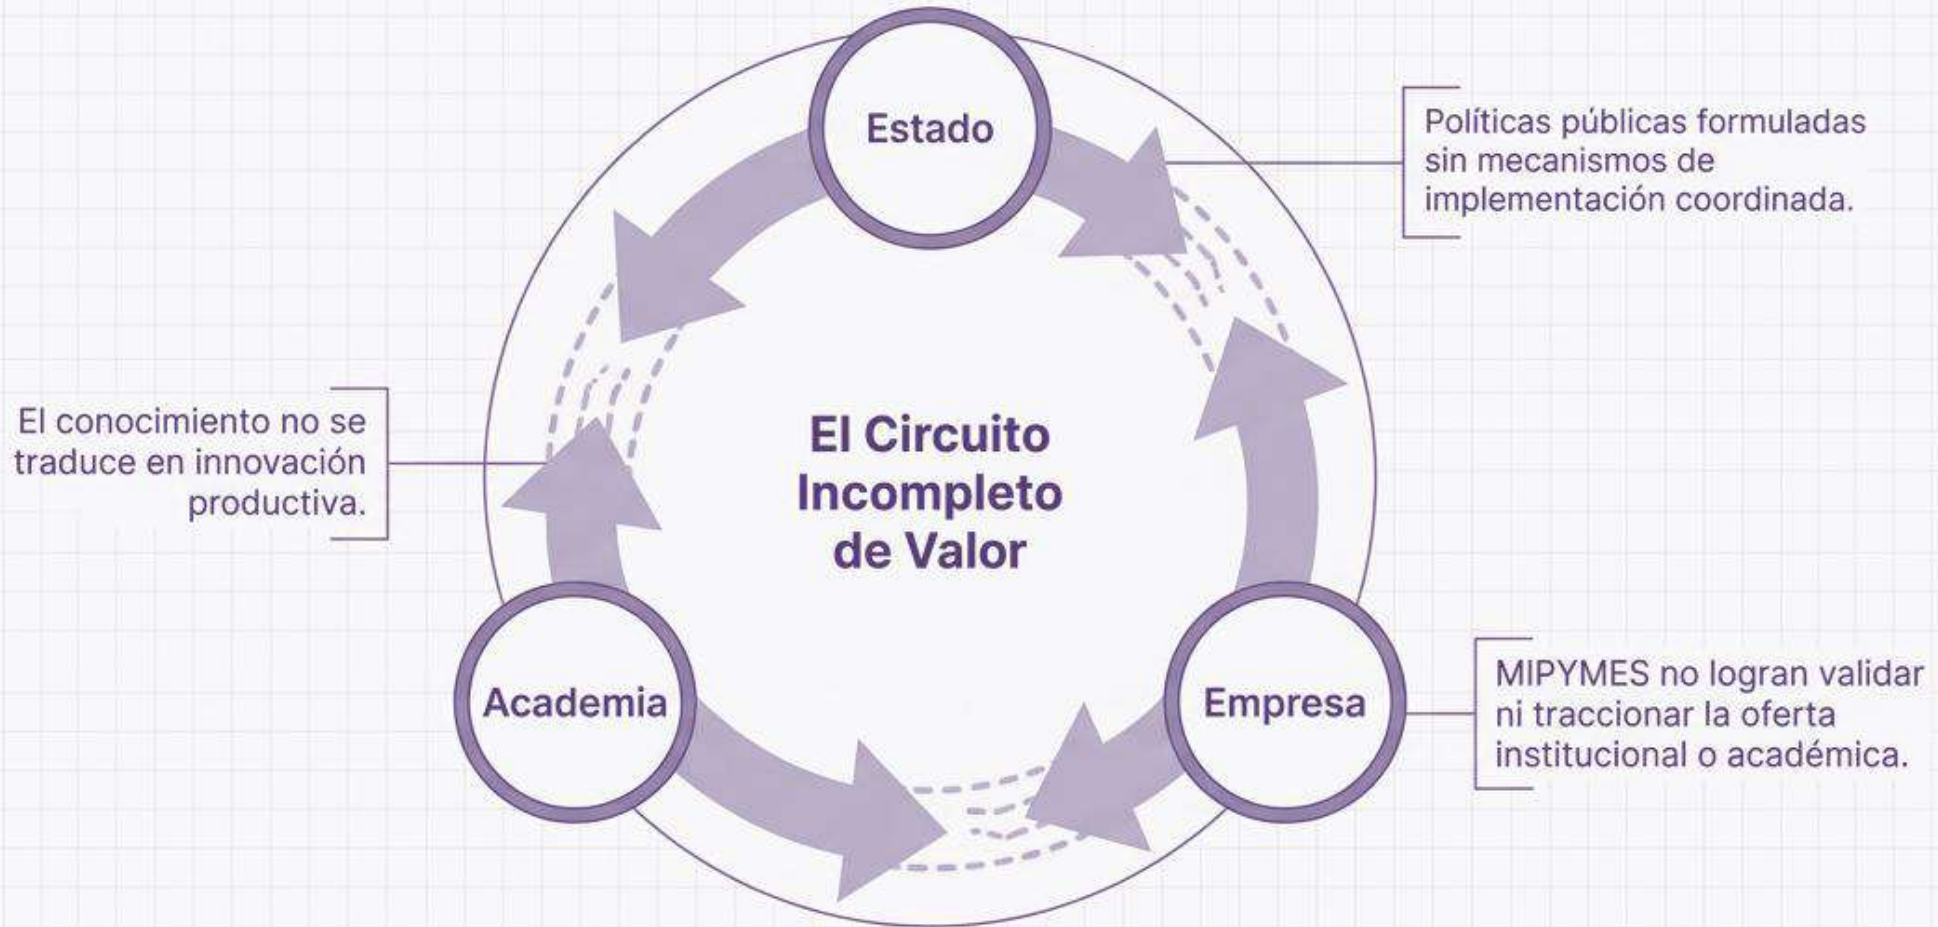 Estado
Políticas públicas formuladas
sin mecanismos de
implementación coordinada.
El conocimiento no se
traduce en innovación
productiva.
El Circuito
Incompleto
de Valor
Academia
Empresa
MIPYMES no logran validar
ni traccionar la oferta
institucional o académica.